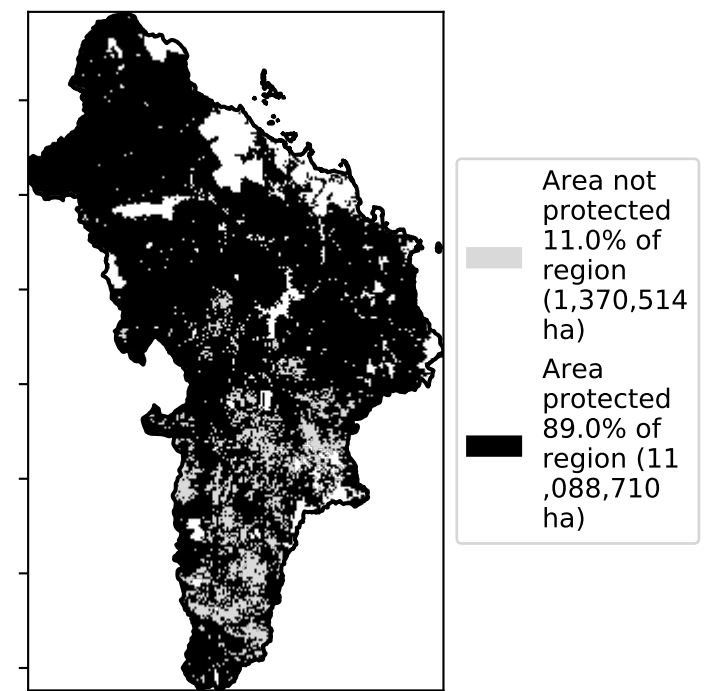 Area not
protected
11.0% of
region
(1,370,514
ha)
Area
protected
89.0% of
region (11
,088,710
ha)